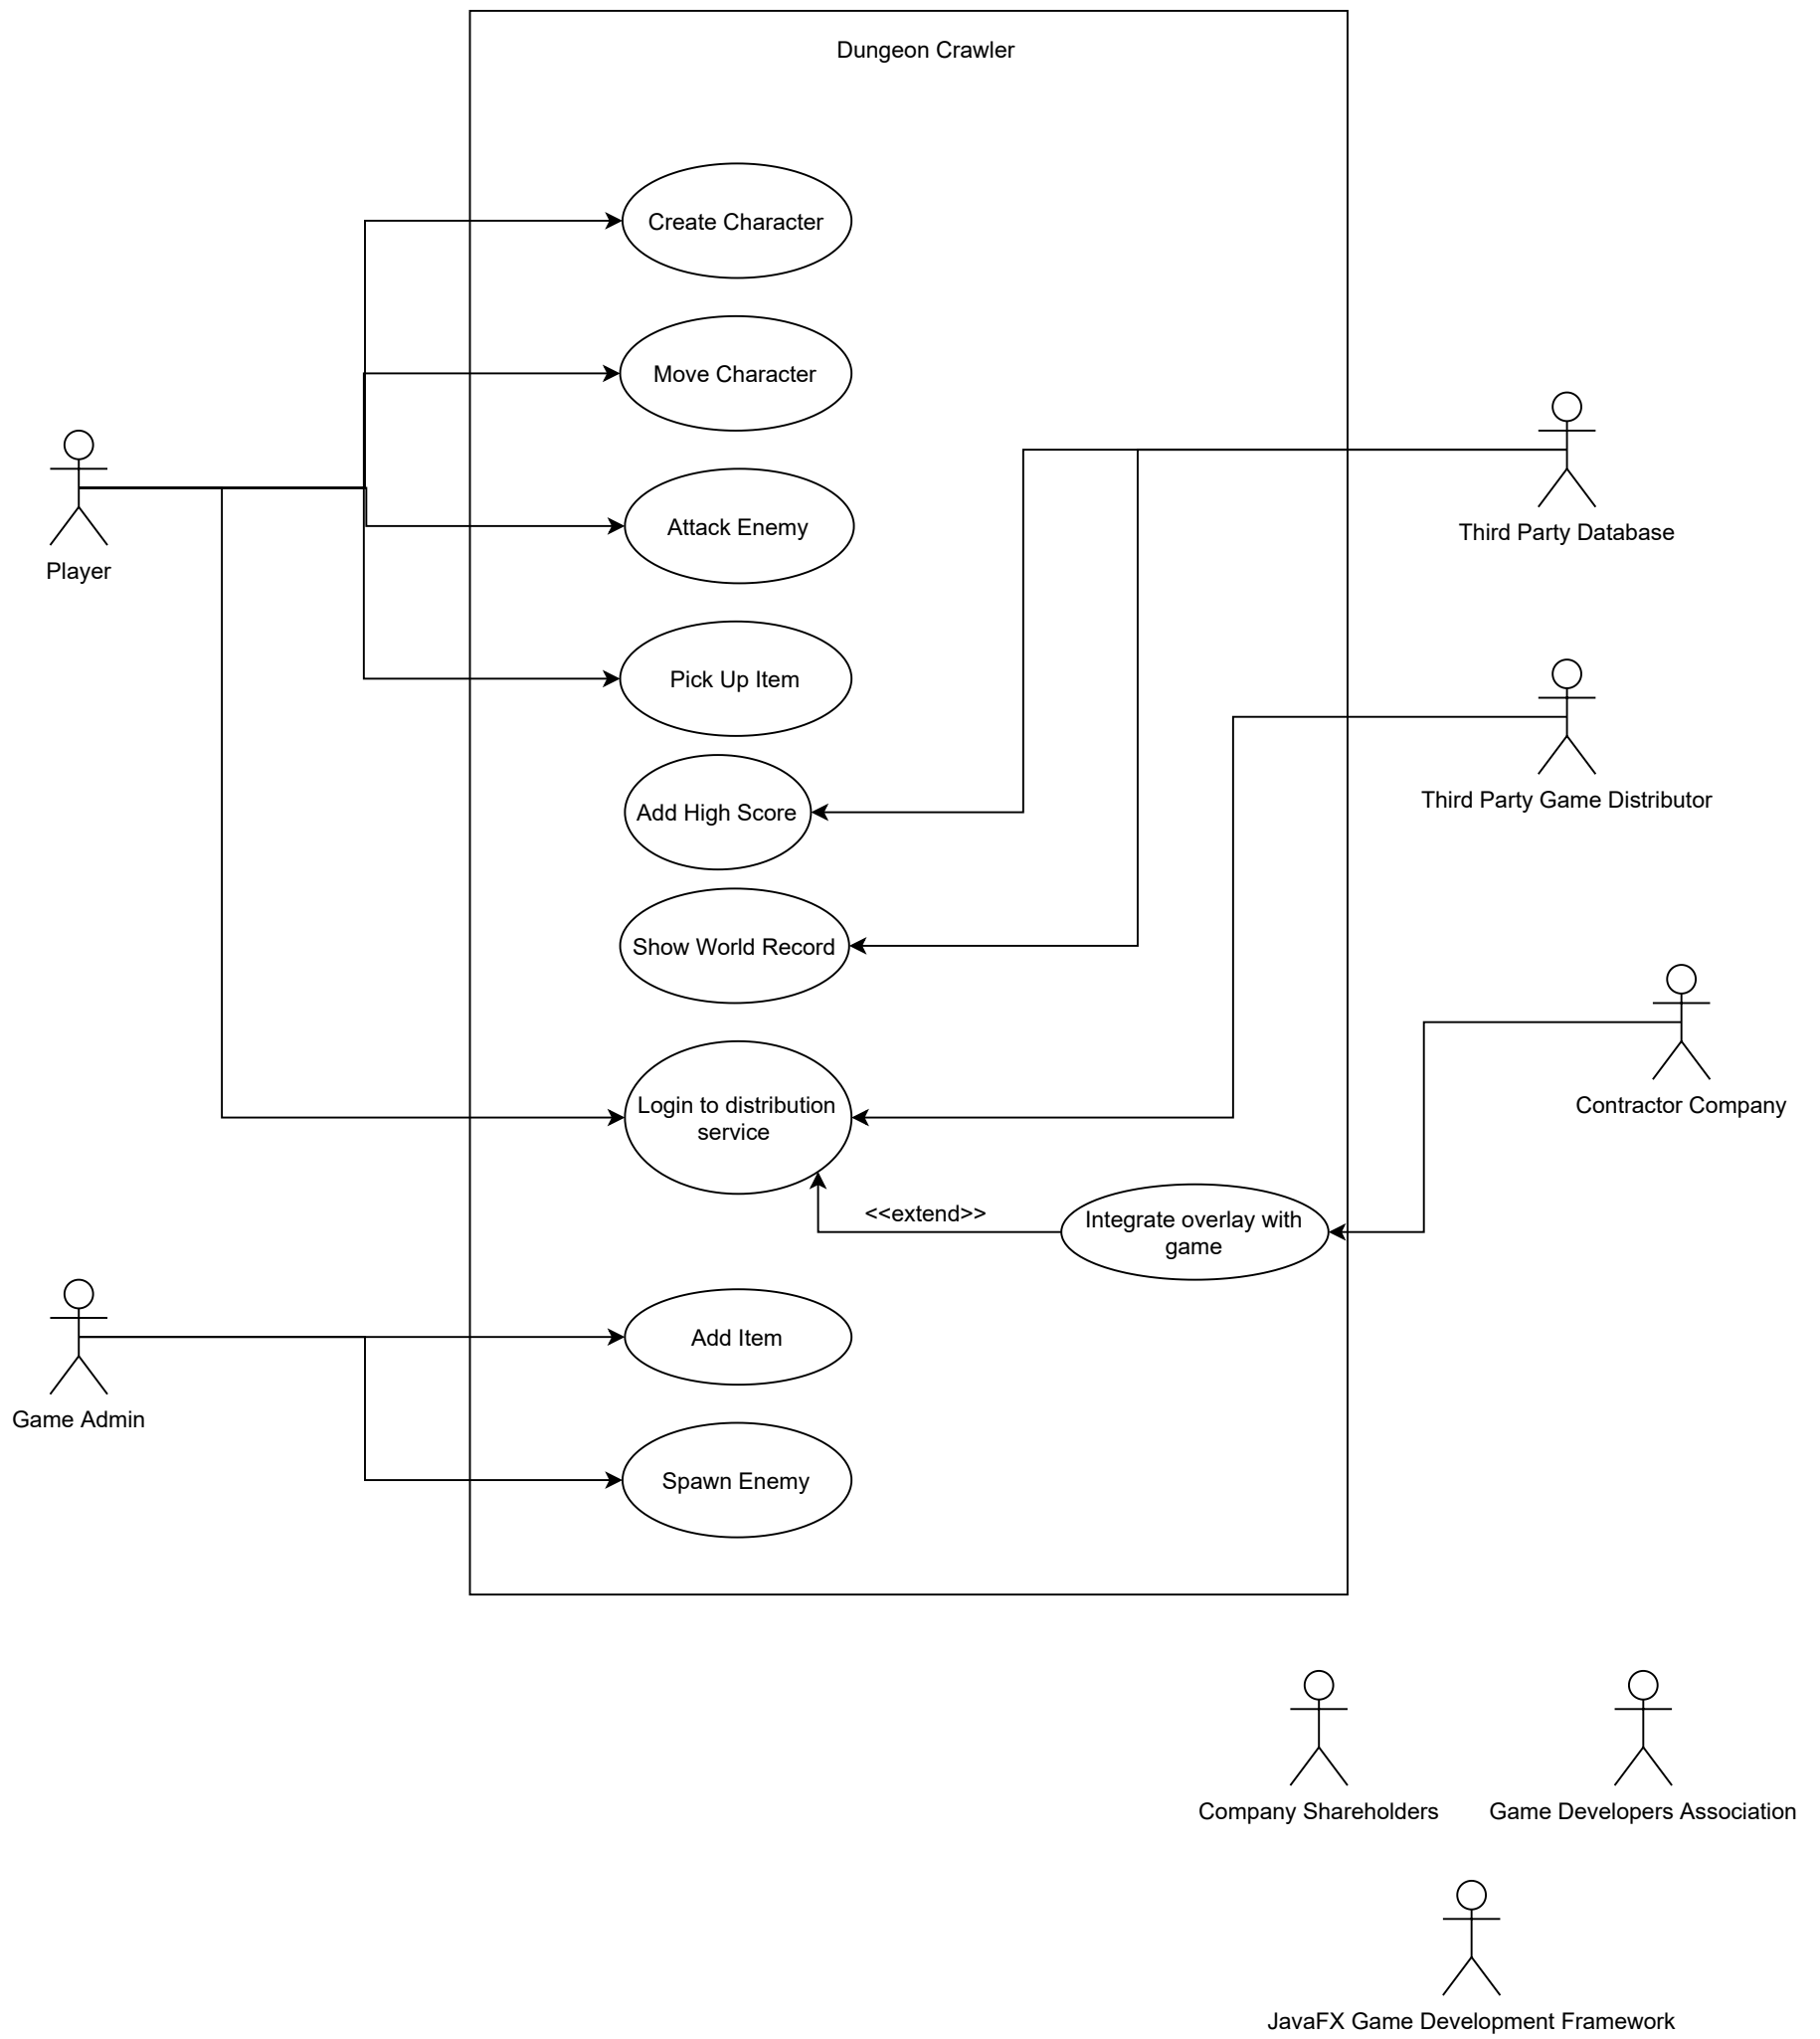 Dungeon Crawler
Create Character
Move Character
Attack Enemy
Player
Third Party Database
Pick Up Item
Third Party Game Distributor
Add High Score
Show World Record
Login to distribution
service
Contractor Company
<<extend>>
Integrate overlay with
game
Add Item
Game Admin
Spawn Enemy
Company Shareholders
Game Developers Association
JavaFX Game Development Framework